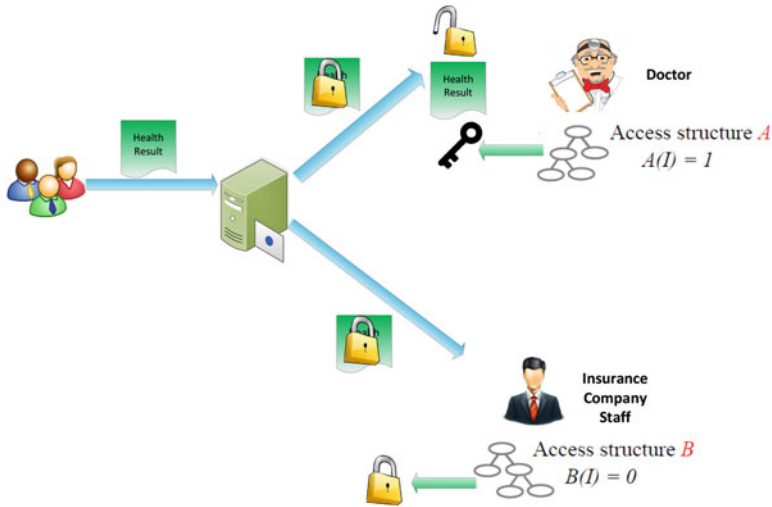 Health
Result
Health
Result
Doctor
Access structure A
A(I) = 1
Insurance
Company
Staff
Access structure B
B(I) = 0